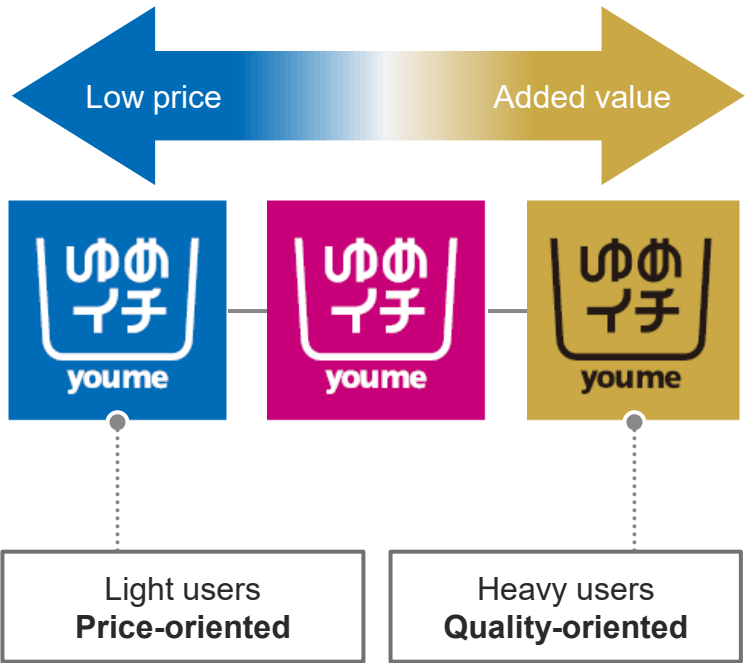 Low price
Added value
ゆめ
イチ
youme
ゆめ
イチ
youme
ゆめ
イチ
youme
Light users
Price-oriented
Heavy users
Quality-oriented